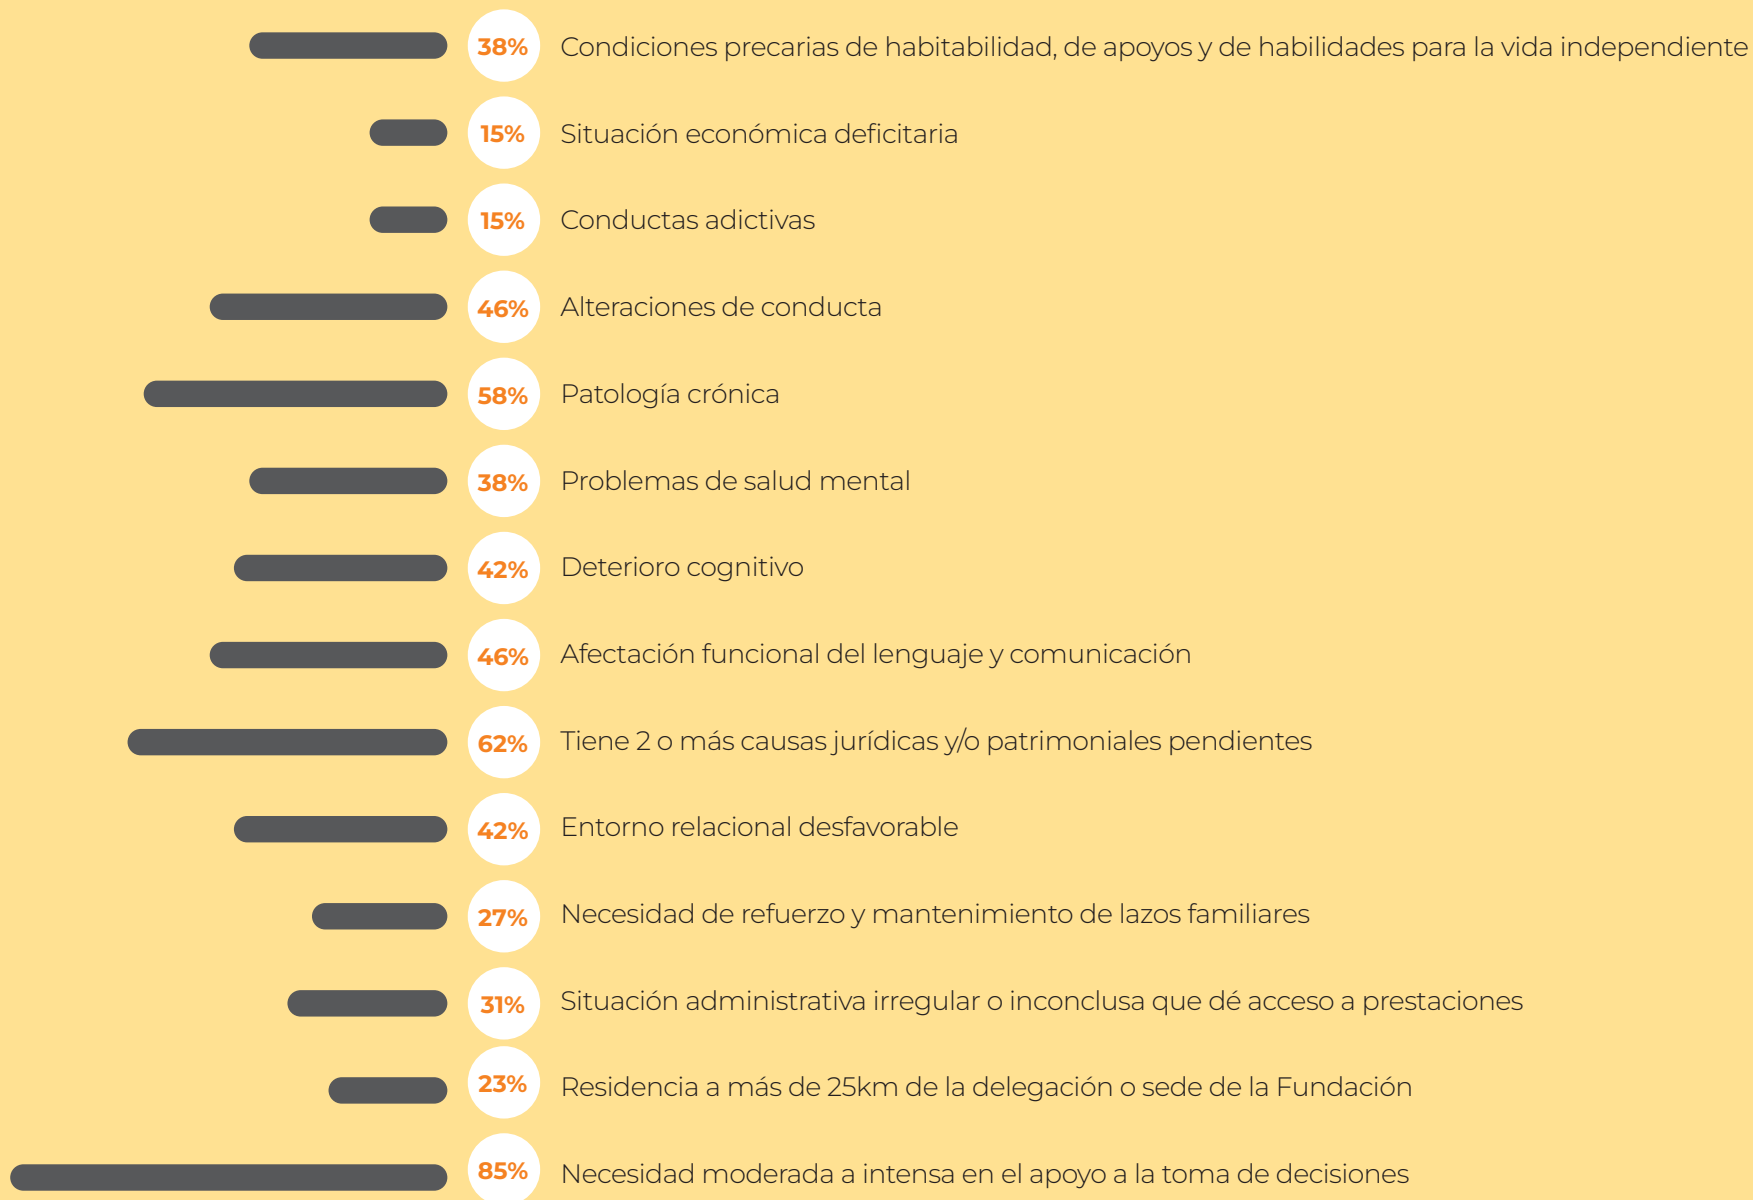 38% Condiciones precarias de habitabilidad, de apoyos y de habilidades para la vida independiente
15% Situación económica deficitaria
15% Conductas adictivas
46% Alteraciones de conducta
58% Patología crónica
38% Problemas de salud mental
42% Deterioro cognitivo
46% Afectación funcional del lenguaje y comunicación
62% Tiene 2 o más causas jurídicas y/o patrimoniales pendientes
42% Entorno relacional desfavorable
27% Necesidad de refuerzo y mantenimiento de lazos familiares
31% Situación administrativa irregular o inconclusa que dé acceso a prestaciones
23% Residencia a más de 25km de la delegación o sede de la Fundación
85% Necesidad moderada a intensa en el apoyo a la toma de decisiones